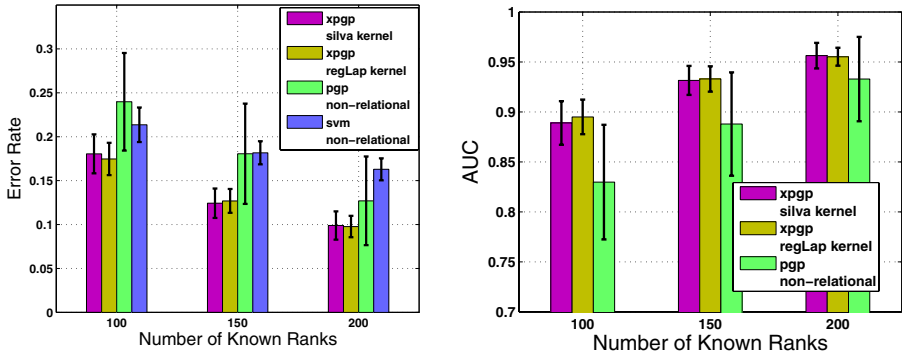 0.3
0.25
0.2
0.15
0.1
0.05
0
Error Rate
100
150
200
Number of Known Ranks
xpgp
silva kernel
xpgp
regLap kernel
pgp
non−relational
svm
non−relational
1
0.95
0.9
0.85
0.8
0.75
0.7
AUC
100
150
200
Number of Known Ranks
xpgp
silva kernel
xpgp
regLap kernel
pgp
non−relational